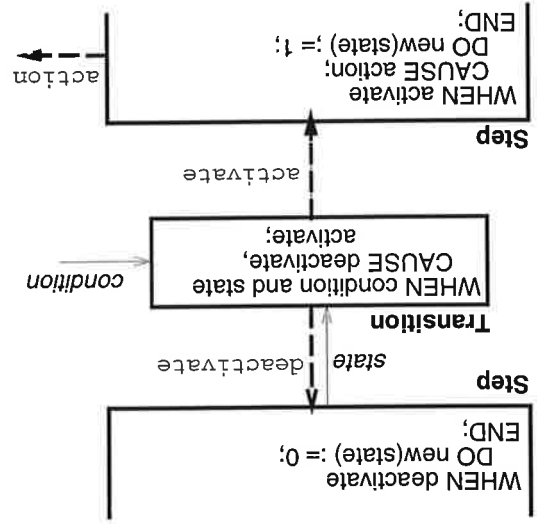 WHEN deactivate
DO new(state) := 0;
END;
Step
state
deactivate
Transition
WHEN condition and state
CAUSE deactivate,
activate;
condition
activate
Step
WHEN activate
CAUSE action;
DO new(state) ;= 1;
END;
action